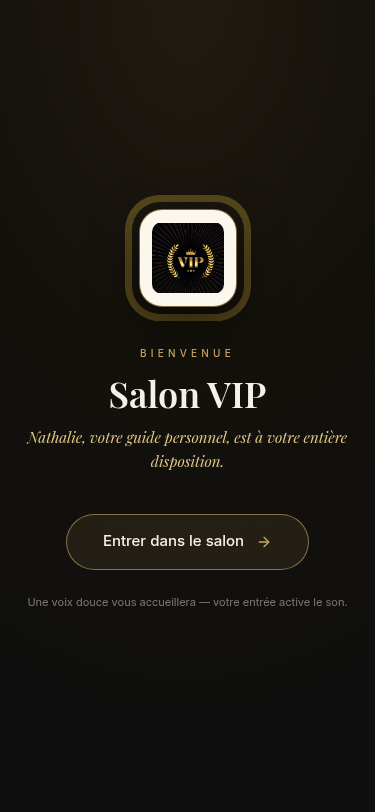 VIP
BIENVENUE
Salon VIP
Nathalie, votre guide personnel, est à votre entière
disposition.
Entrer dans le salon →
Une voix douce vous accueillera — votre entrée active le son.